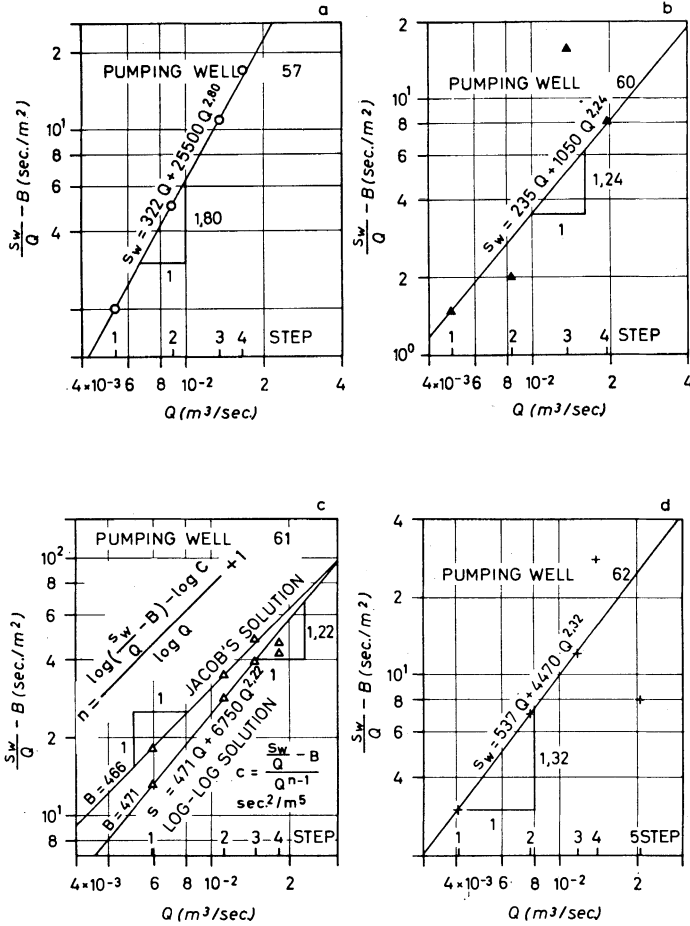 a
2
PUMPING WELL 57
10¹
8
6
4
sw/Q – B (sec./m²)
sw = 322 Q + 25500 Q^2,80
1,80
1
1 2 3 4 STEP
4×10⁻³ 6 8 10⁻² 2 4
Q (m³/sec.)
b
2
PUMPING WELL 60
10¹
8
6
4
2
10⁰
sw/Q – B (sec./m²)
sw = 235 Q + 1050 Q^2,24
1,24
1
1 2 3 4 STEP
4×10⁻³ 6 8 10⁻² 2 4
Q (m³/sec.)
c
PUMPING WELL 61
10²
8
6
4
2
10¹
8
sw/Q – B (sec./m²)
n = log(sw/Q – B) – log C / log Q + 1
JACOB'S SOLUTION
1,22
1
1
1
B = 466
B = 471
s = 471 Q + 6750 Q^2,22
LOG-LOG SOLUTION
c = sw/Q – B / Q^n-1
sec²/m⁵
1 2 3 4 STEP
4×10⁻³ 6 8 10⁻² 2
Q (m³/sec.)
d
4
PUMPING WELL 62
2
10¹
8
6
4
sw/Q – B (sec./m²)
sw = 537 Q + 4470 Q^2,32
1,32
1
1 2 3 4 5 STEP
4×10⁻³ 6 8 10⁻² 2
Q (m³/sec.)